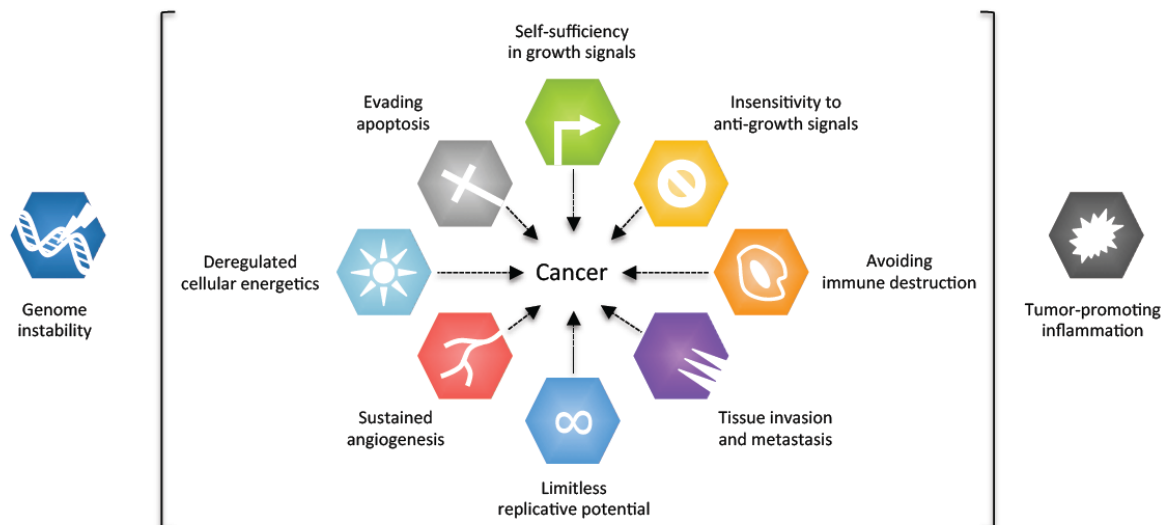 Self-sufficiency
in growth signals
Evading
apoptosis
Insensitivity to
anti-growth signals
Genome
instability
Deregulated
cellular energetics
Cancer
Avoiding
immune destruction
Tumor-promoting
inflammation
Sustained
angiogenesis
∞
Tissue invasion
and metastasis
Limitless
replicative potential